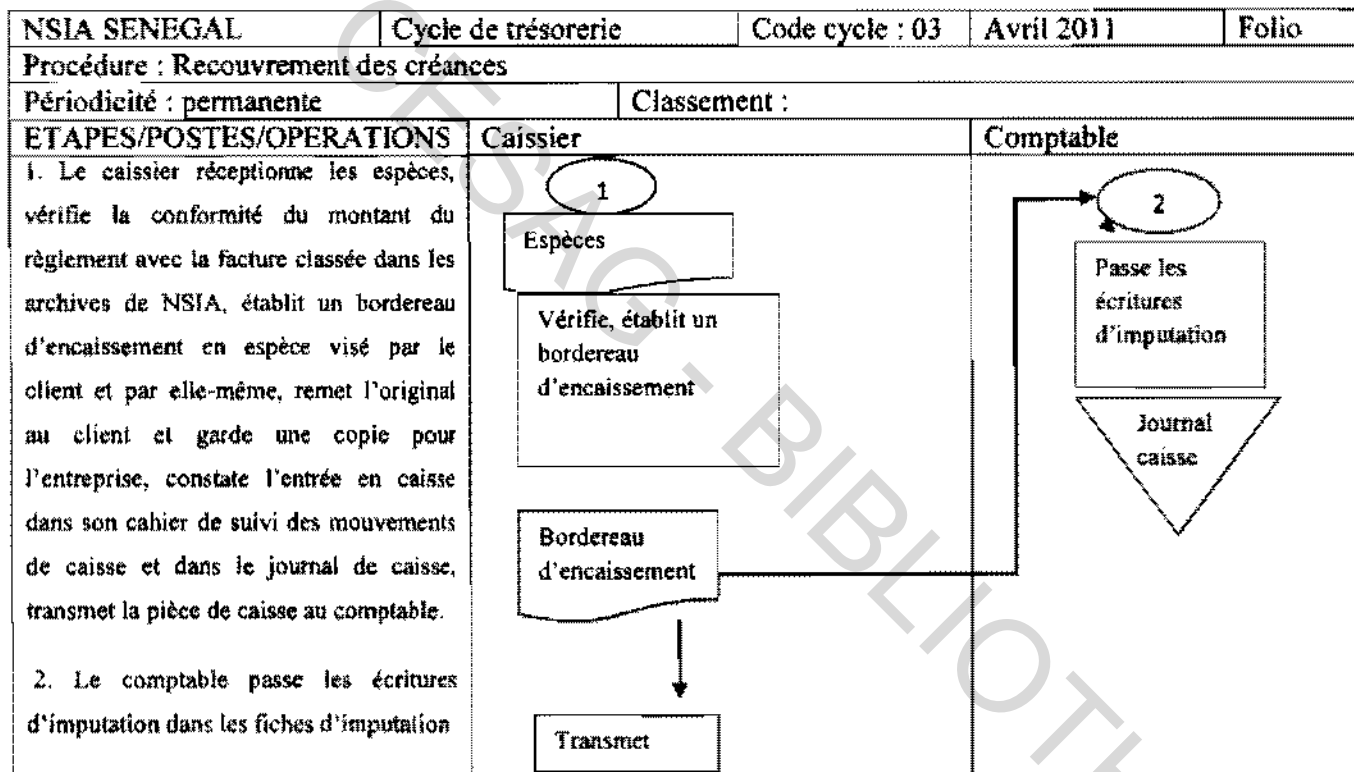 NSIA SENEGAL Cycle de trésorerie Code cycle : 03 Avril 2011 Folio
Procédure : Recouvrement des créances
Périodicité : permanente Classement :
ETAPES/POSTES/OPERATIONS Caissier Comptable
1. Le caissier réceptionne les espèces,
vérifie la conformité du montant du
règlement avec la facture classée dans les
archives de NSIA, établit un bordereau
d'encaissement en espèce visé par le
client et par elle-même, remet l'original
au client et garde une copie pour
l'entreprise, constate l'entrée en caisse
dans son cahier de suivi des mouvements
de caisse et dans le journal de caisse,
transmet la pièce de caisse au comptable.
2. Le comptable passe les écritures
d'imputation dans les fiches d'imputation
1
Espèces
Vérifie, établit un
bordereau
d'encaissement
Bordereau
d'encaissement
Transmet
2
Passe les
écritures
d'imputation
Journal
caisse
CESAG - BIBLIOTH